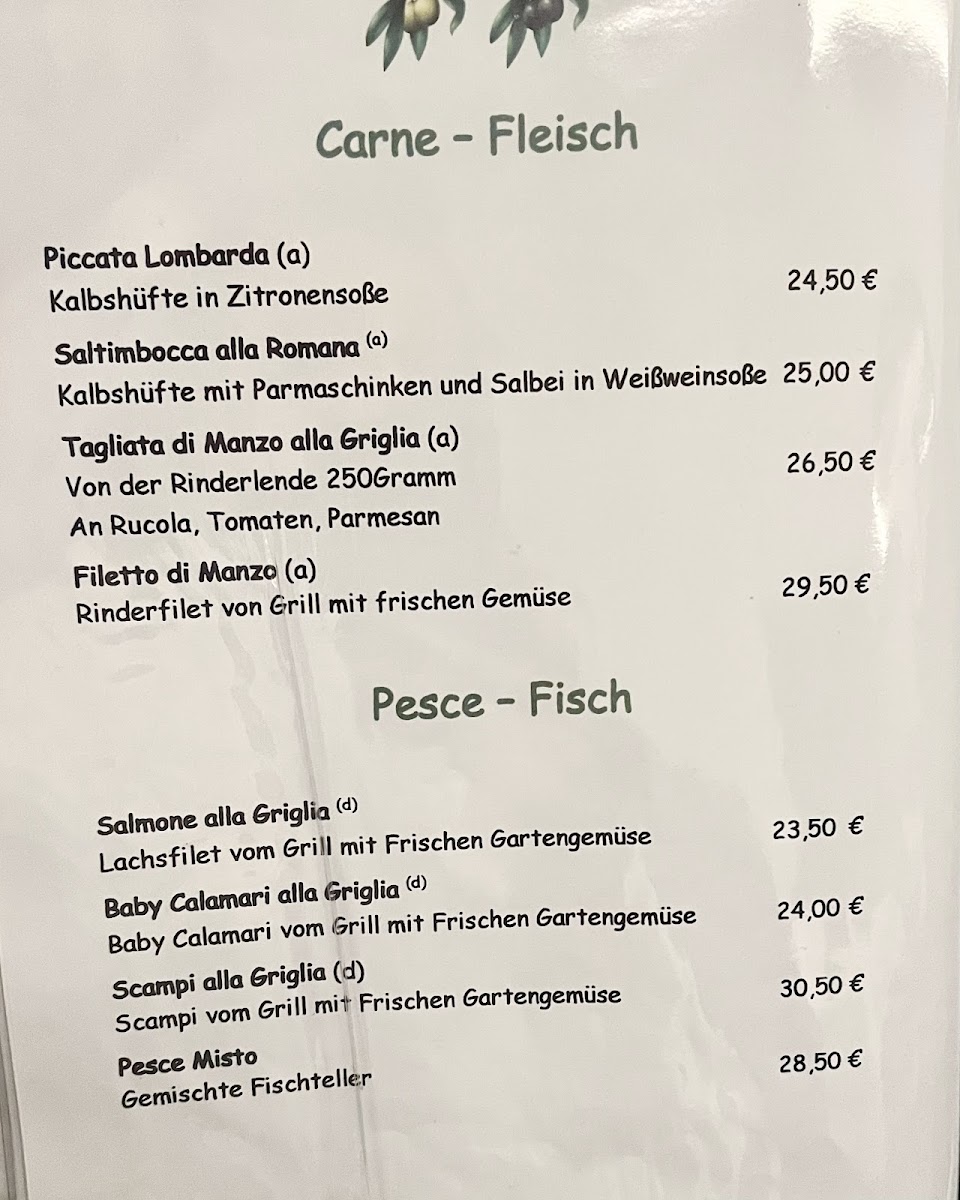 Carne - Fleisch
Piccata Lombarda (a)
Kalbshüfte in Zitronensoße 24,50 €
Saltimbocca alla Romana (a)
Kalbshüfte mit Parmaschinken und Salbei in Weißweinsoße 25,00 €
Tagliata di Manzo alla Griglia (a)
Von der Rinderlende 250Gramm 26,50 €
An Rucola, Tomaten, Parmesan
Filetto di Manzo (a)
Rinderfilet von Grill mit frischen Gemüse 29,50 €
Pesce - Fisch
Salmone alla Griglia (d)
Lachsfilet vom Grill mit Frischen Gartengemüse 23,50 €
Baby Calamari alla Griglia (d)
Baby Calamari vom Grill mit Frischen Gartengemüse 24,00 €
Scampi alla Griglia (d)
Scampi vom Grill mit Frischen Gartengemüse 30,50 €
Pesce Misto
Gemischte Fischteller 28,50 €